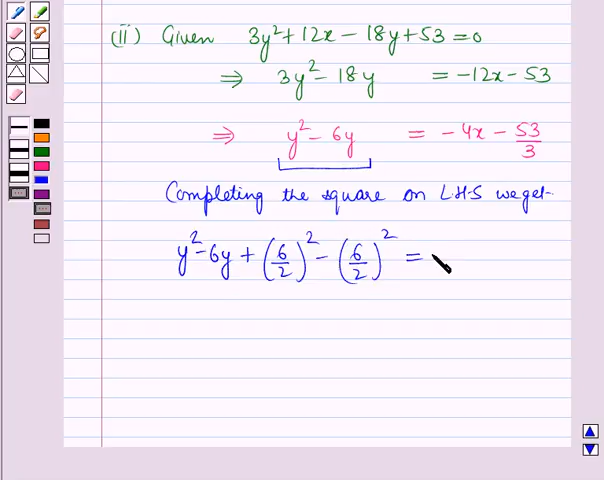 (ii) Given 3y²+12x - 18y+53=0
⇒ 3y²- 18y = -12x - 53
⇒ y²- 6y = -4x - 53/3
Completing the square on L.H.S we get-
y²- 6y + (6/2)² - (6/2)² =